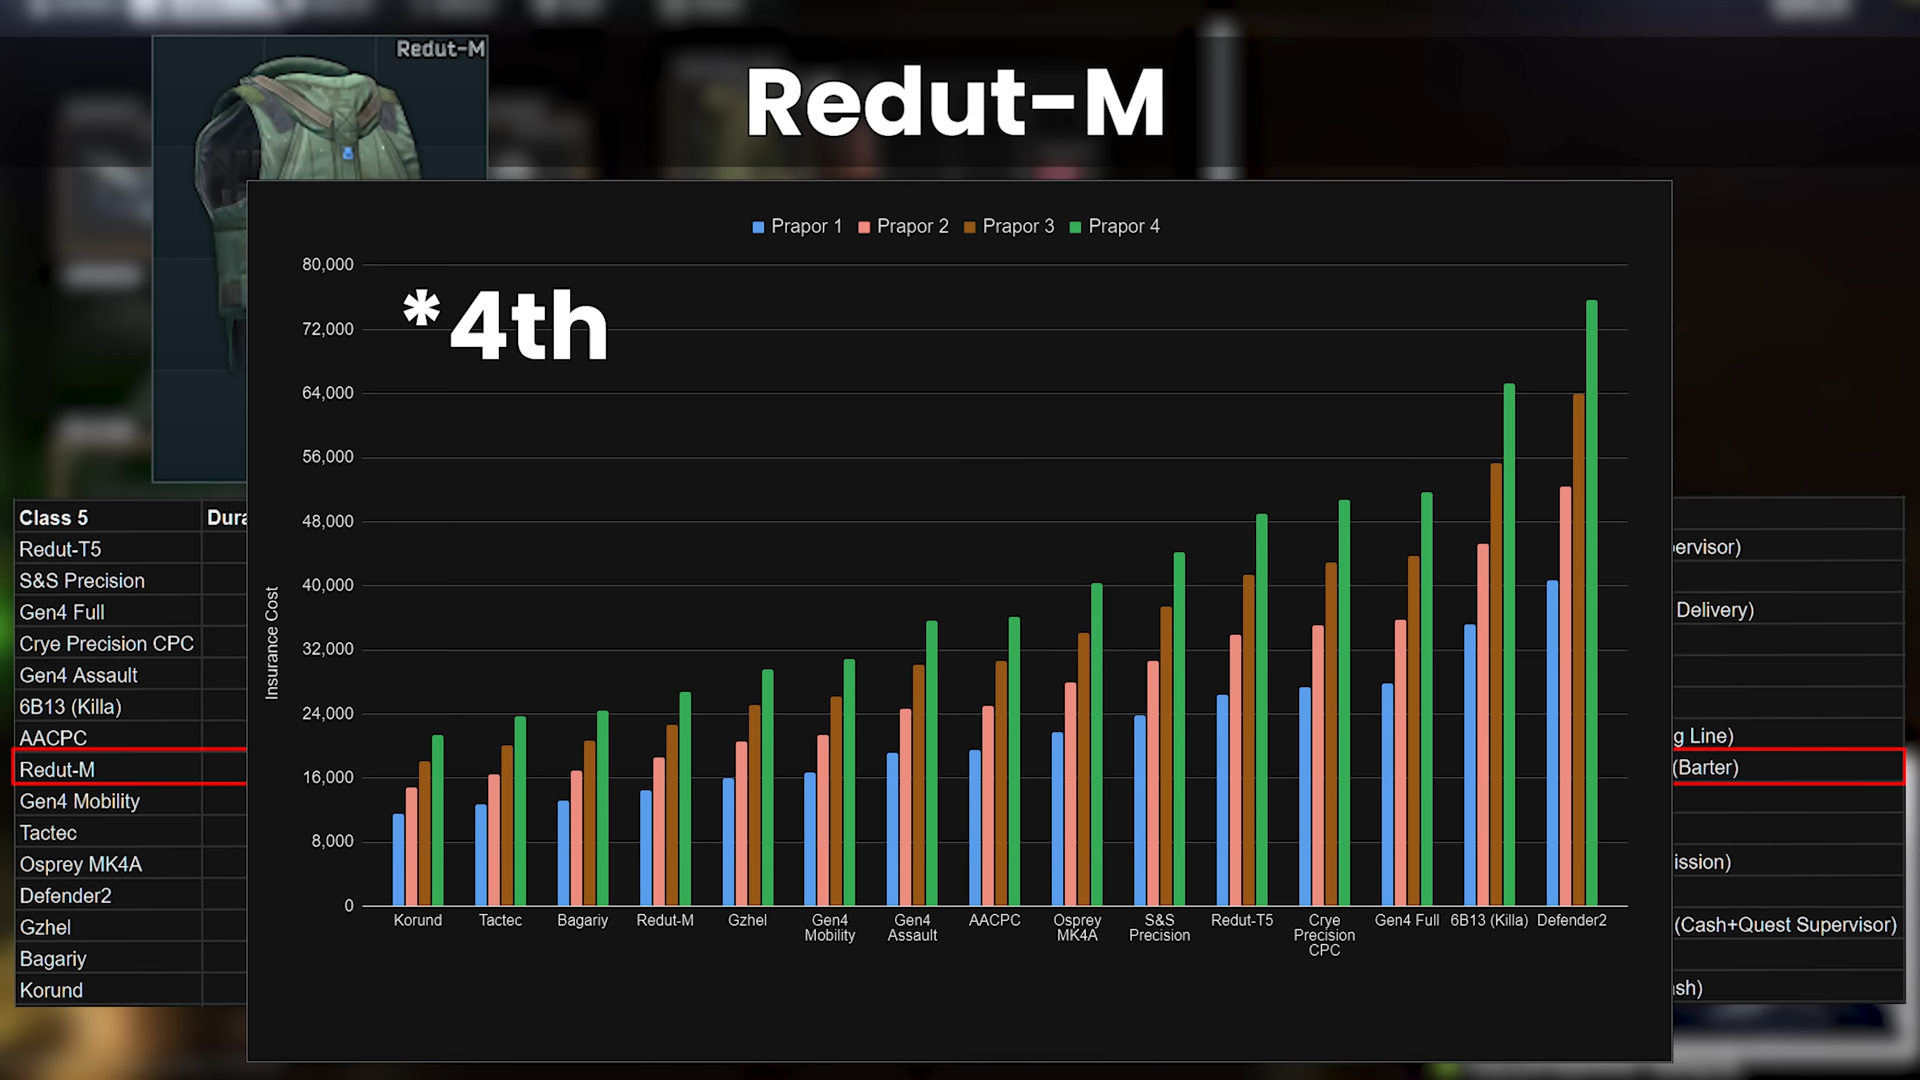 Redut-M
Redut-M
Prapor 1 Prapor 2 Prapor 3 Prapor 4
*4th
80,000
72,000
64,000
56,000
48,000
40,000
32,000
24,000
16,000
8,000
0
Insurance Cost
Korund
Tactec
Bagariy
Redut-M
Gzhel
Gen4
Mobility
Gen4
Assault
AACPC
Osprey
MK4A
S&S
Precision
Redut-T5
Crye
Precision
CPC
Gen4 Full
6B13 (Killa)
Defender2
Class 5 Dura
Redut-T5
S&S Precision
Gen4 Full
Crye Precision CPC
Gen4 Assault
6B13 (Killa)
AACPC
Redut-M
Gen4 Mobility
Tactec
Osprey MK4A
Defender2
Gzhel
Bagariy
Korund
ervisor)
Delivery)
g Line)
(Barter)
ission)
(Cash+Quest Supervisor)
sh)